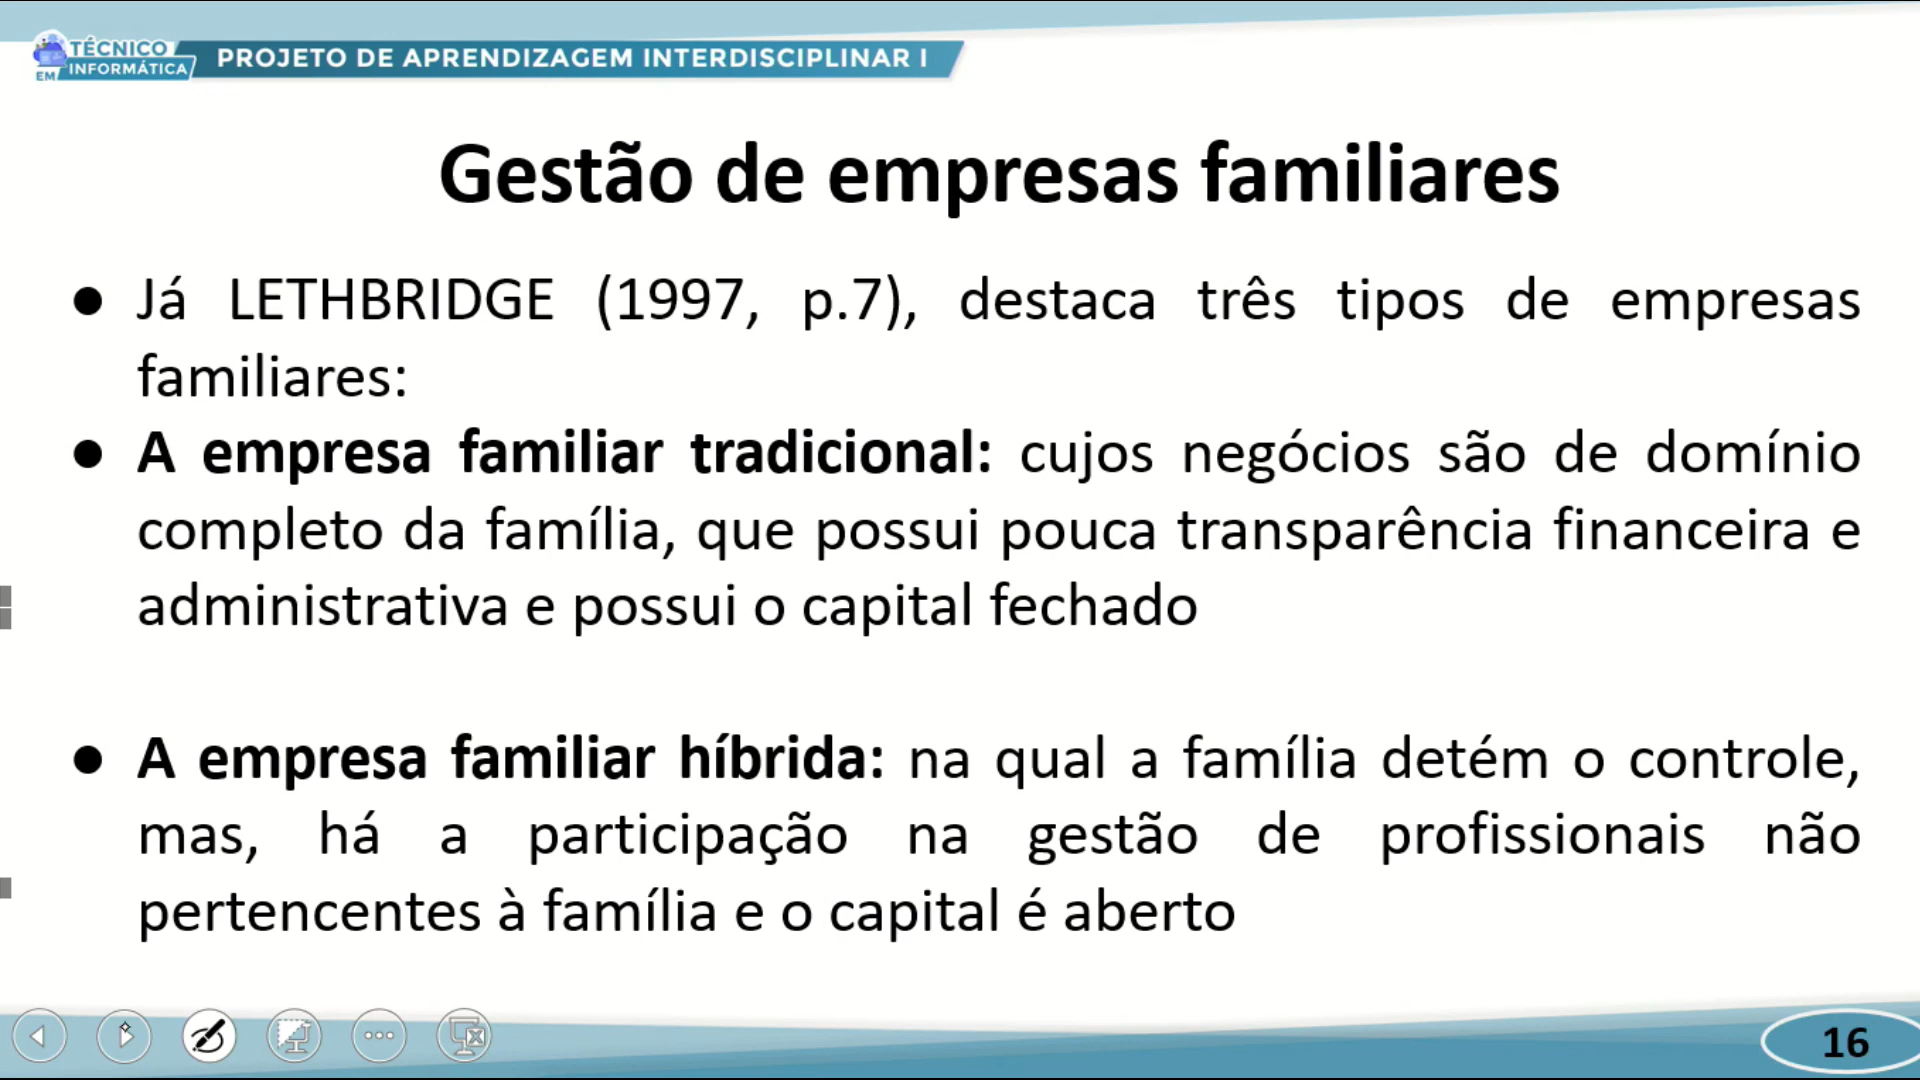 TÉCNICO
EM INFORMÁTICA
PROJETO DE APRENDIZAGEM INTERDISCIPLINAR I
Gestão de empresas familiares
● Já LETHBRIDGE (1997, p.7), destaca três tipos de empresas
familiares:
● A empresa familiar tradicional: cujos negócios são de domínio
completo da família, que possui pouca transparência financeira e
administrativa e possui o capital fechado
● A empresa familiar híbrida: na qual a família detém o controle,
mas, há a participação na gestão de profissionais não
pertencentes à família e o capital é aberto
16